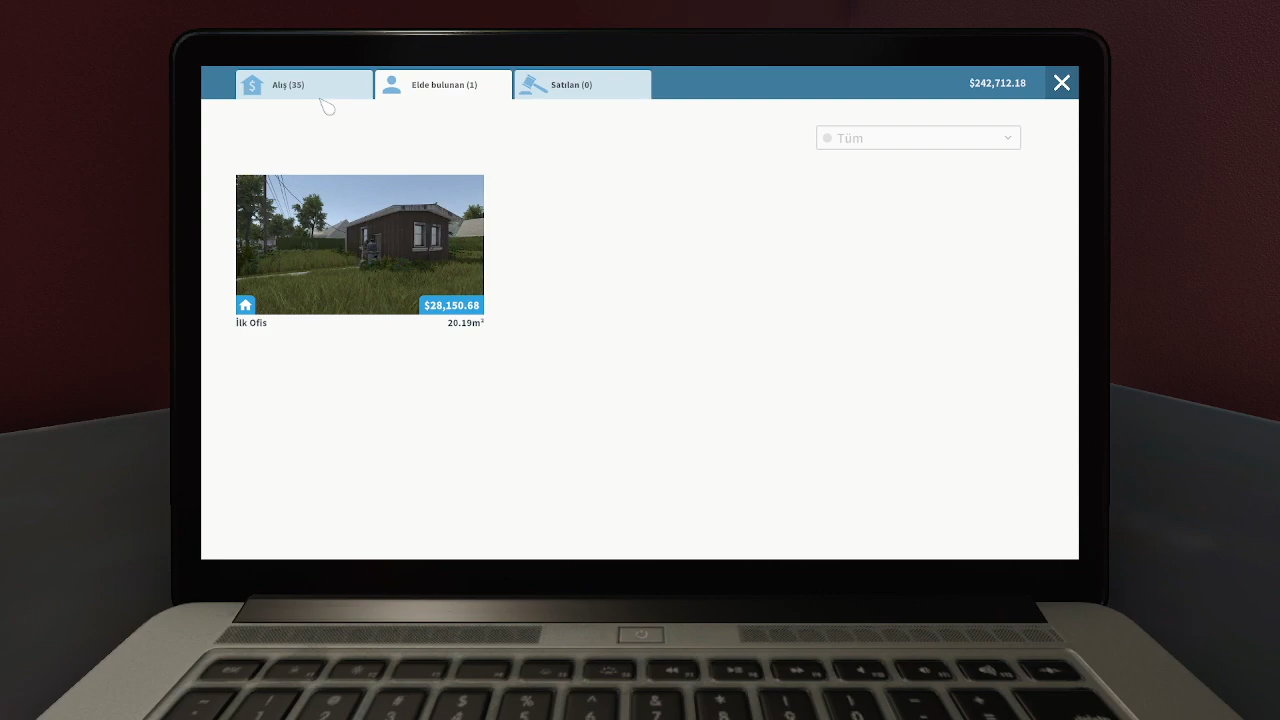 Alış (35)
Elde bulunan (1)
Satılan (0)
$242,712.18
Tüm
$28,150.68
İlk Ofis
20.19m²